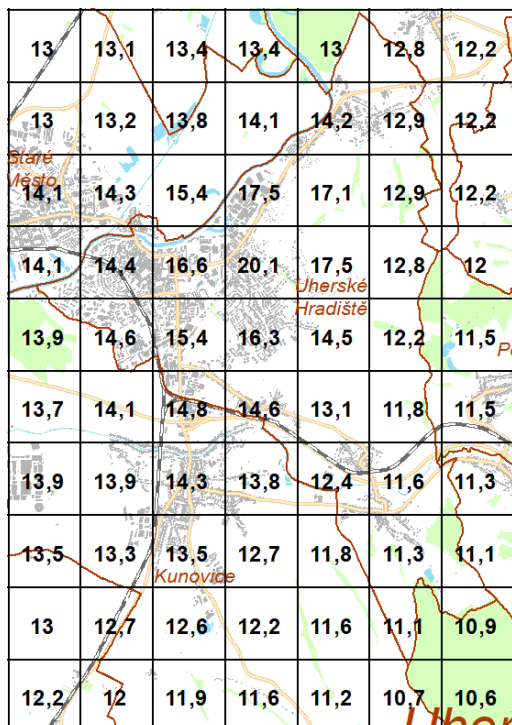 13 13,1 13,4 13,4 13 12,8 12,2
13 13,2 13,8 14,1 14,2 12,9 12,2
Staré
Město
14,1 14,3 15,4 17,5 17,1 12,9 12,2
14,1 14,4 16,6 20,1 17,5 12,8 12
Uherské
Hradiště
13,9 14,6 15,4 16,3 14,5 12,2 11,5
13,7 14,1 14,8 14,6 13,1 11,8 11,5
13,9 13,9 14,3 13,8 12,4 11,6 11,3
13,5 13,3 13,5 12,7 11,8 11,3 11,1
Kunovice
13 12,7 12,6 12,2 11,6 11,1 10,9
12,2 12 11,9 11,6 11,2 10,7 10,6